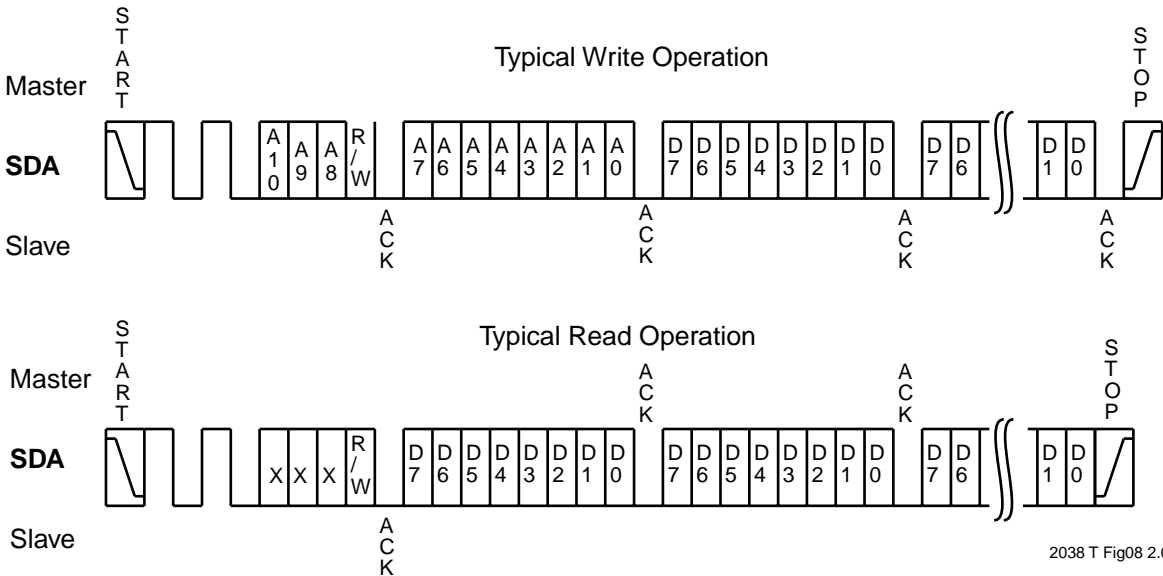 START
Typical Write Operation
STOP
Master
SDA
A10 A9 A8 R/W A7 A6 A5 A4 A3 A2 A1 A0 D7 D6 D5 D4 D3 D2 D1 D0 D7 D6 D1 D0
Slave
ACK ACK ACK ACK
START
Typical Read Operation
STOP
Master
ACK ACK
SDA
X X X R/W D7 D6 D5 D4 D3 D2 D1 D0 D7 D6 D5 D4 D3 D2 D1 D0 D7 D6 D1 D0
Slave
ACK
2038 T Fig08 2.